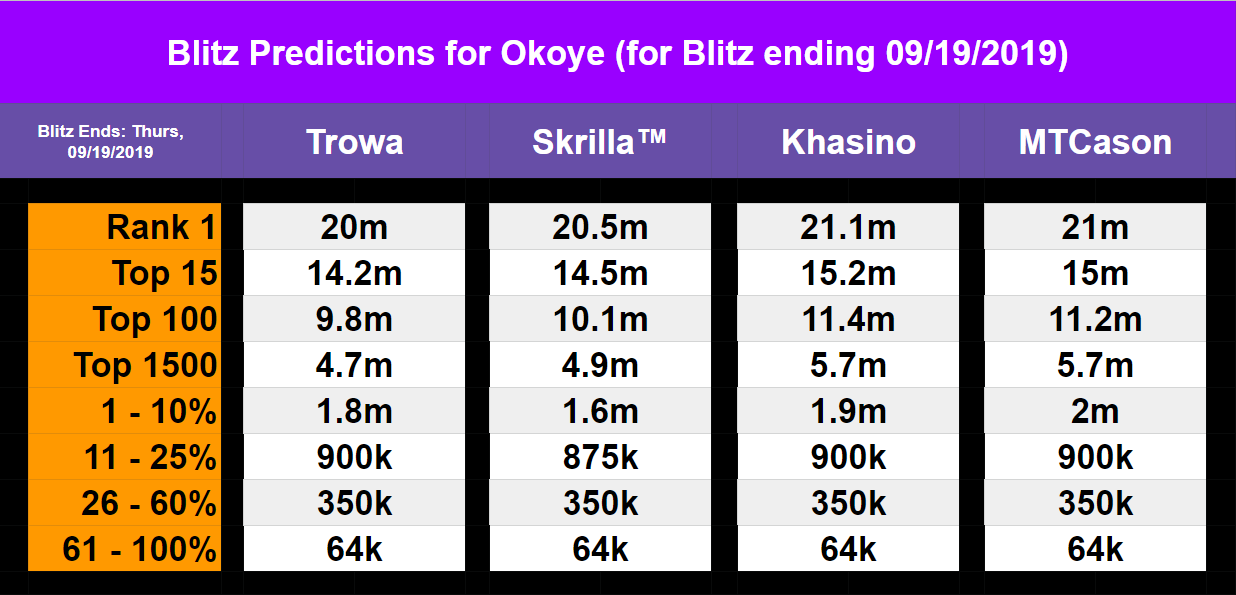 Blitz Predictions for Okoye (for Blitz ending 09/19/2019)
Blitz Ends: Thurs,
09/19/2019
Trowa Skrilla™ Khasino MTCason
Rank 1 20m 20.5m 21.1m 21m
Top 15 14.2m 14.5m 15.2m 15m
Top 100 9.8m 10.1m 11.4m 11.2m
Top 1500 4.7m 4.9m 5.7m 5.7m
1 - 10% 1.8m 1.6m 1.9m 2m
11 - 25% 900k 875k 900k 900k
26 - 60% 350k 350k 350k 350k
61 - 100% 64k 64k 64k 64k